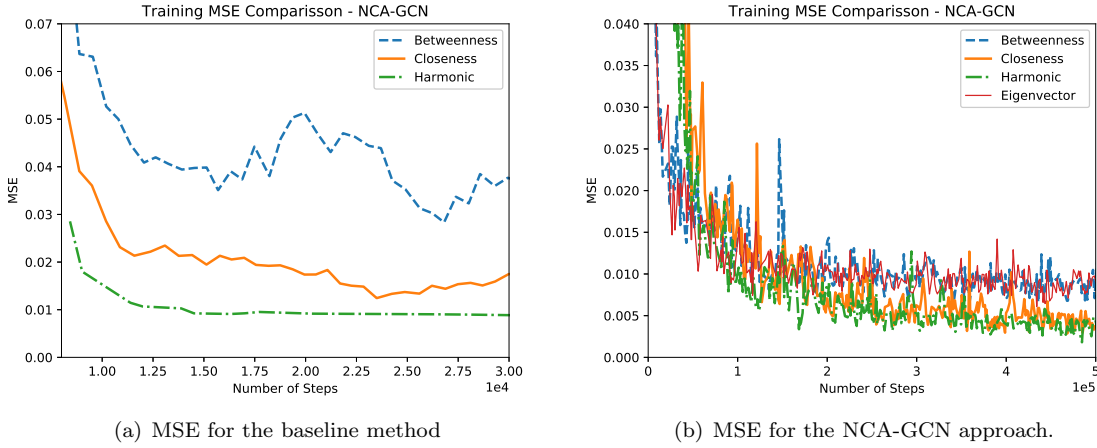 Training MSE Comparisson - NCA-GCN
0.07
0.06
0.05
0.04
0.03
0.02
0.01
0.00
MSE
Betweenness
Closeness
Harmonic
1.00
1.25
1.50
1.75
2.00
2.25
2.50
2.75
3.00
1e4
Number of Steps
(a) MSE for the baseline method
Training MSE Comparisson - NCA-GCN
0.040
0.035
0.030
0.025
0.020
0.015
0.010
0.005
0.000
MSE
Betweenness
Closeness
Harmonic
Eigenvector
0
1
2
3
4
5
1e5
Number of Steps
(b) MSE for the NCA-GCN approach.